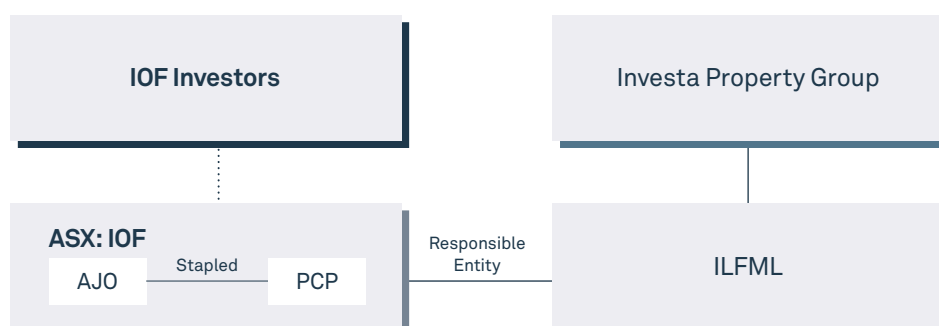 IOF Investors
Investa Property Group
ASX: IOF
AJO
Stapled
PCP
Responsible
Entity
ILFML